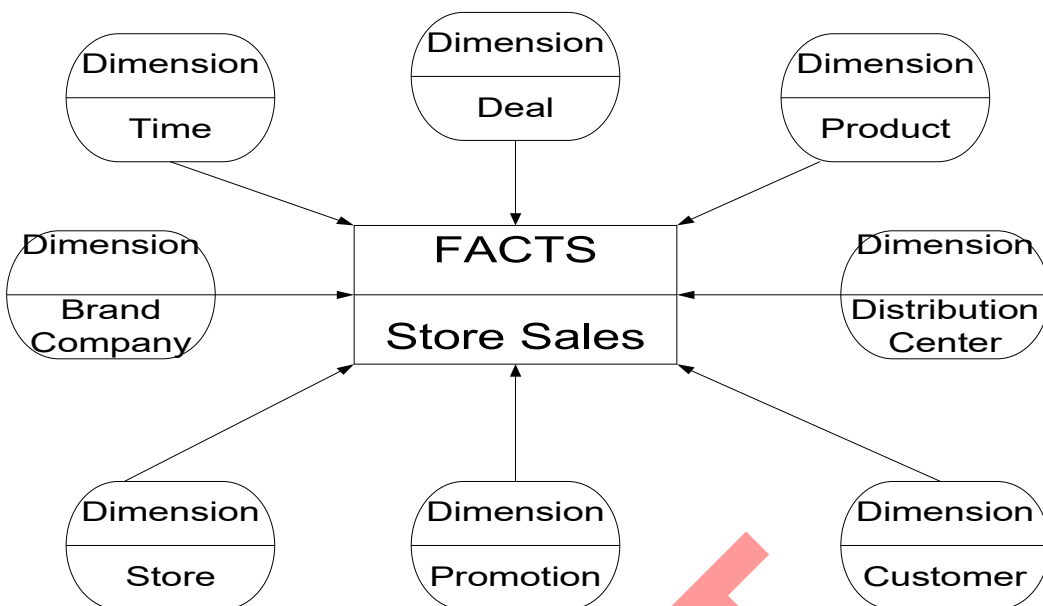 Dimension
Time
Dimension
Deal
Dimension
Product
Dimension
Brand
Company
FACTS
Store Sales
Dimension
Distribution
Center
Dimension
Store
Dimension
Promotion
Dimension
Customer